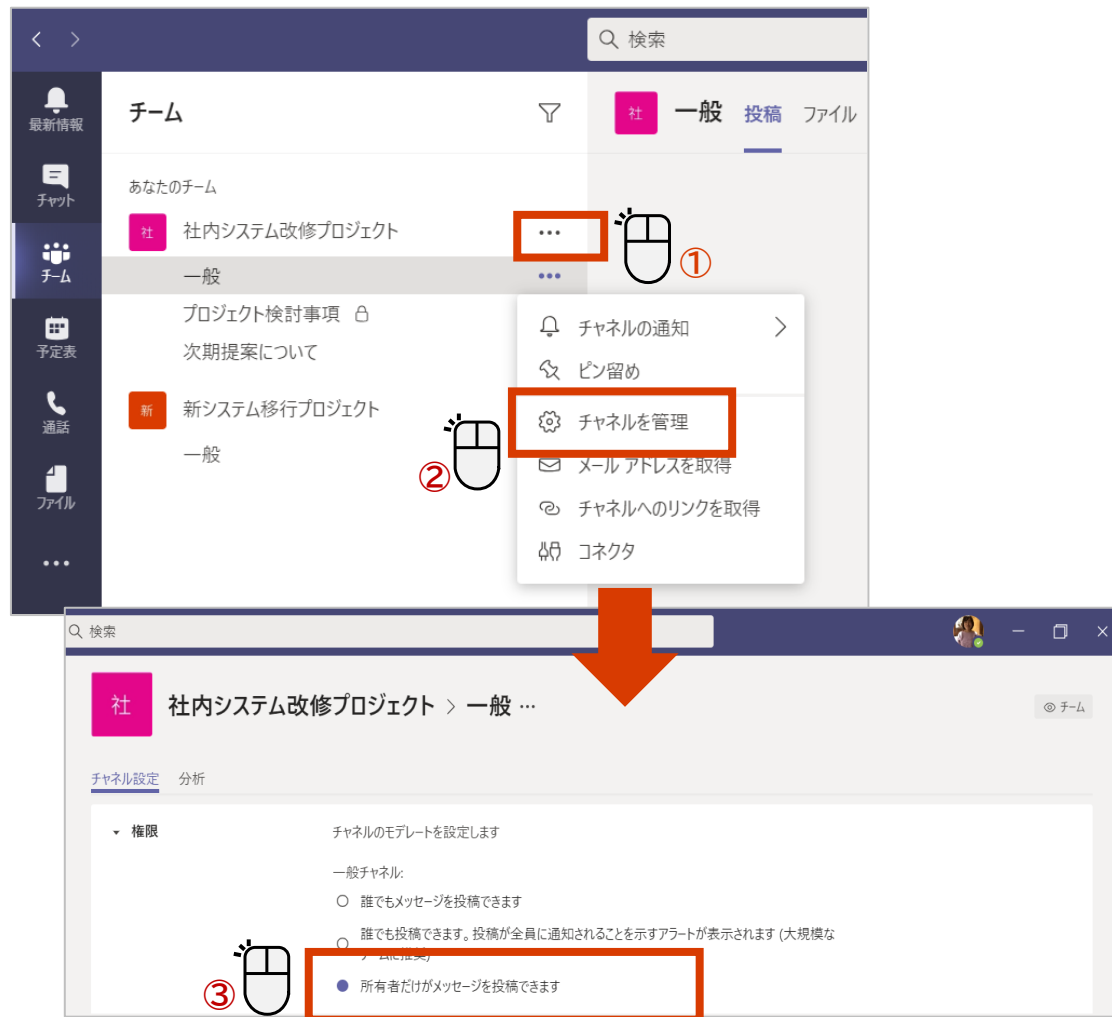 検索
最新情報
チャット
チーム
予定表
通話
ファイル
チーム
あなたのチーム
社 社内システム改修プロジェクト …
一般 …
プロジェクト検討事項
次期提案について
新 新システム移行プロジェクト
一般
社 一般 投稿 ファイル
①
チャネルの通知
ピン留め
チャネルを管理
②
メール アドレスを取得
チャネルへのリンクを取得
コネクタ
検索
社 社内システム改修プロジェクト > 一般 …
チーム
チャネル設定 分析
権限
チャネルのモデレートを設定します
一般チャネル:
誰でもメッセージを投稿できます
誰でも投稿できます。投稿が全員に通知されることを示すアラートが表示されます (大規模な
③
所有者だけがメッセージを投稿できます